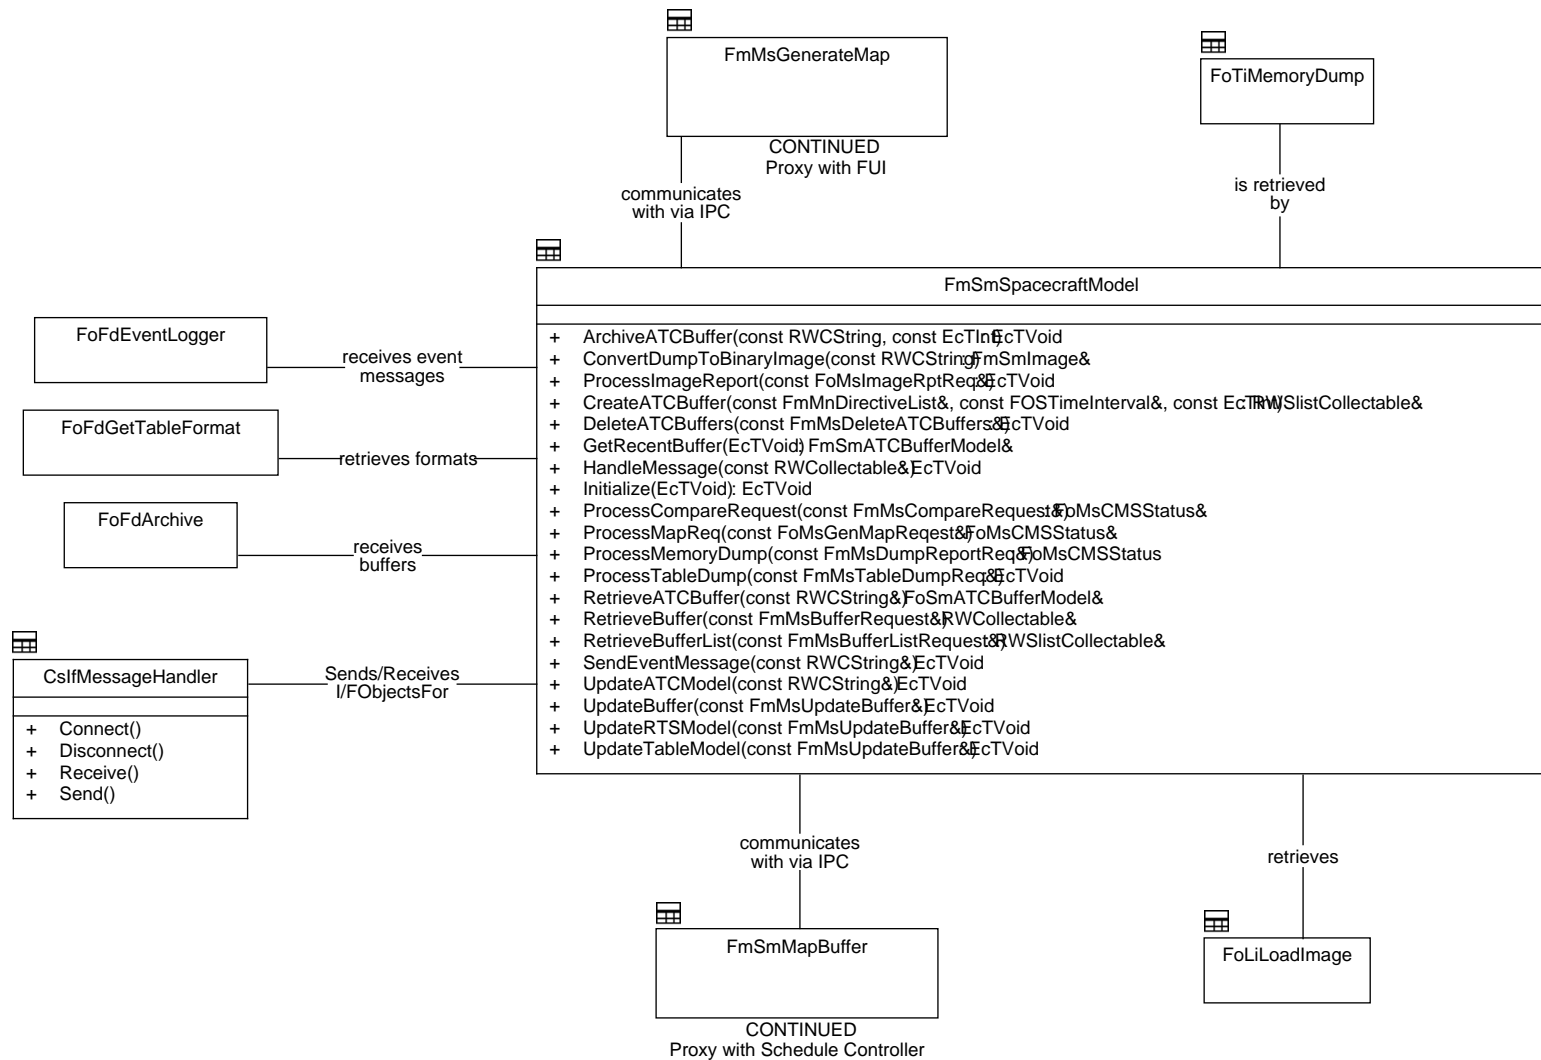 FmMsGenerateMap
CONTINUED
Proxy with FUI
FoTiMemoryDump
communicates
with via IPC
is retrieved
by
FmSmSpacecraftModel
+ ArchiveATCBuffer(const RWCString, const EcTInt): EcTVoid
+ ConvertDumpToBinaryImage(const RWCString): FmSmImage&
+ ProcessImageReport(const FoMsImageRptReq&): EcTVoid
+ CreateATCBuffer(const FmMnDirectiveList&, const FOSTimeInterval&, const EcTInt): RWSlistCollectable&
+ DeleteATCBuffers(const FmMsDeleteATCBuffers&): EcTVoid
+ GetRecentBuffer(EcTVoid): FmSmATCBufferModel&
+ HandleMessage(const RWCollectable&): EcTVoid
+ Initialize(EcTVoid): EcTVoid
+ ProcessCompareRequest(const FmMsCompareRequest&): FoMsCMSStatus&
+ ProcessMapReq(const FoMsGenMapReqest&): FoMsCMSStatus&
+ ProcessMemoryDump(const FmMsDumpReportReq&): FoMsCMSStatus
+ ProcessTableDump(const FmMsTableDumpReq&): EcTVoid
+ RetrieveATCBuffer(const RWCString&): FoSmATCBufferModel&
+ RetrieveBuffer(const FmMsBufferRequest&): RWCollectable&
+ RetrieveBufferList(const FmMsBufferListRequest&): RWSlistCollectable&
+ SendEventMessage(const RWCString&): EcTVoid
+ UpdateATCModel(const RWCString&): EcTVoid
+ UpdateBuffer(const FmMsUpdateBuffer&): EcTVoid
+ UpdateRTSModel(const FmMsUpdateBuffer&): EcTVoid
+ UpdateTableModel(const FmMsUpdateBuffer&): EcTVoid
FoFdEventLogger
receives event
messages
FoFdGetTableFormat
retrieves formats
FoFdArchive
receives
buffers
CsIfMessageHandler
+ Connect()
+ Disconnect()
+ Receive()
+ Send()
Sends/Receives
I/FObjectsFor
communicates
with via IPC
retrieves
FmSmMapBuffer
CONTINUED
Proxy with Schedule Controller
FoLiLoadImage